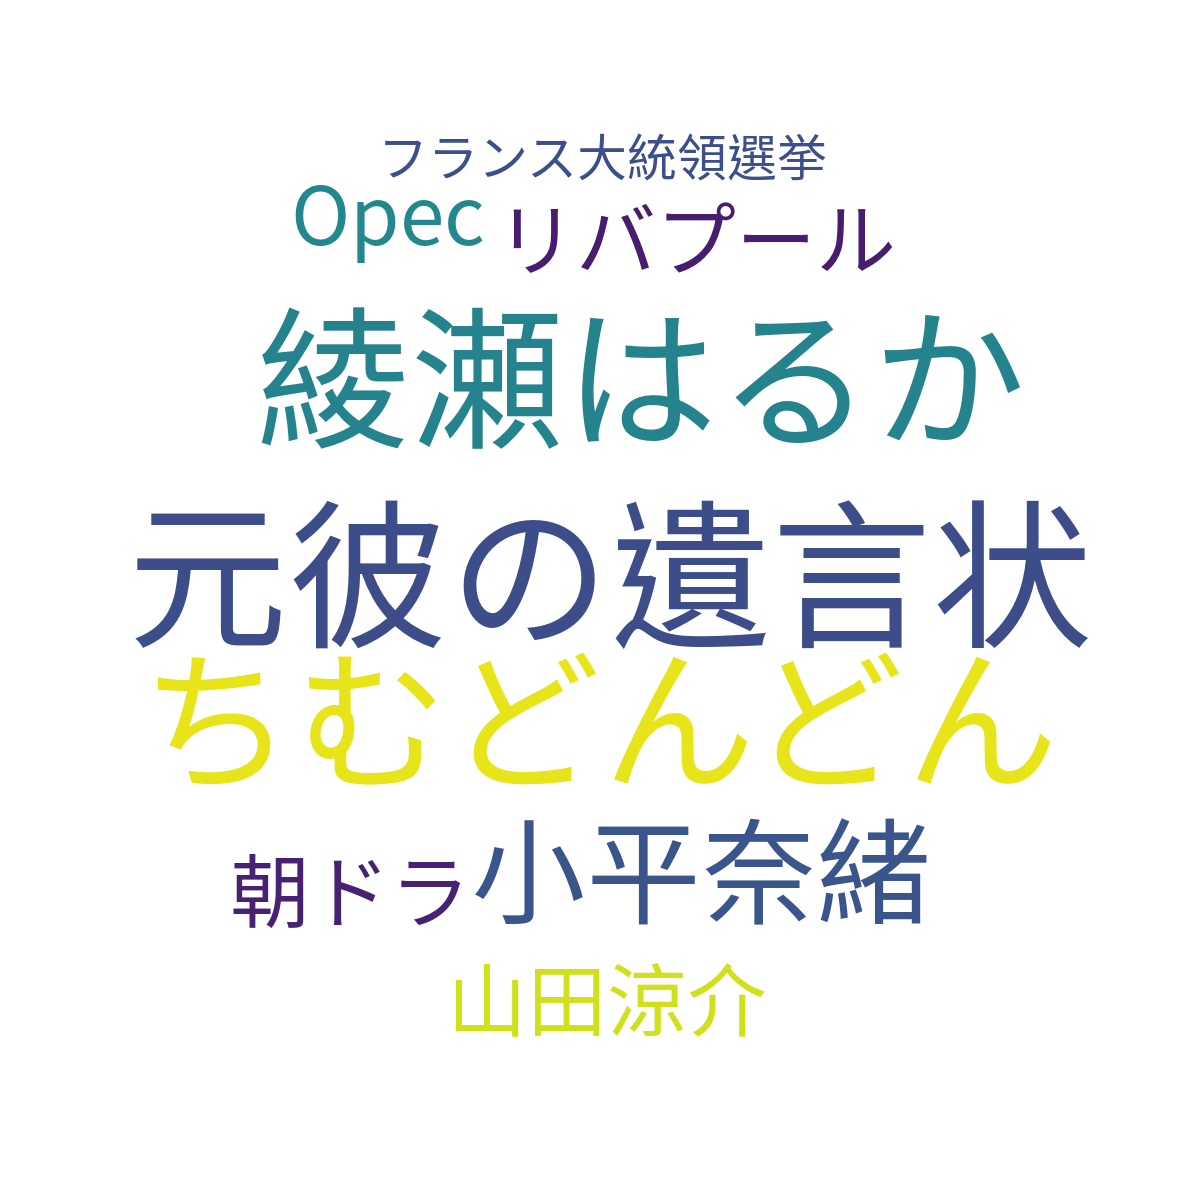 フランス大統領選挙
Opec リバプール
綾瀬はるか
元彼の遺言状
ちむどんどん
朝ドラ 小平奈緒
山田涼介